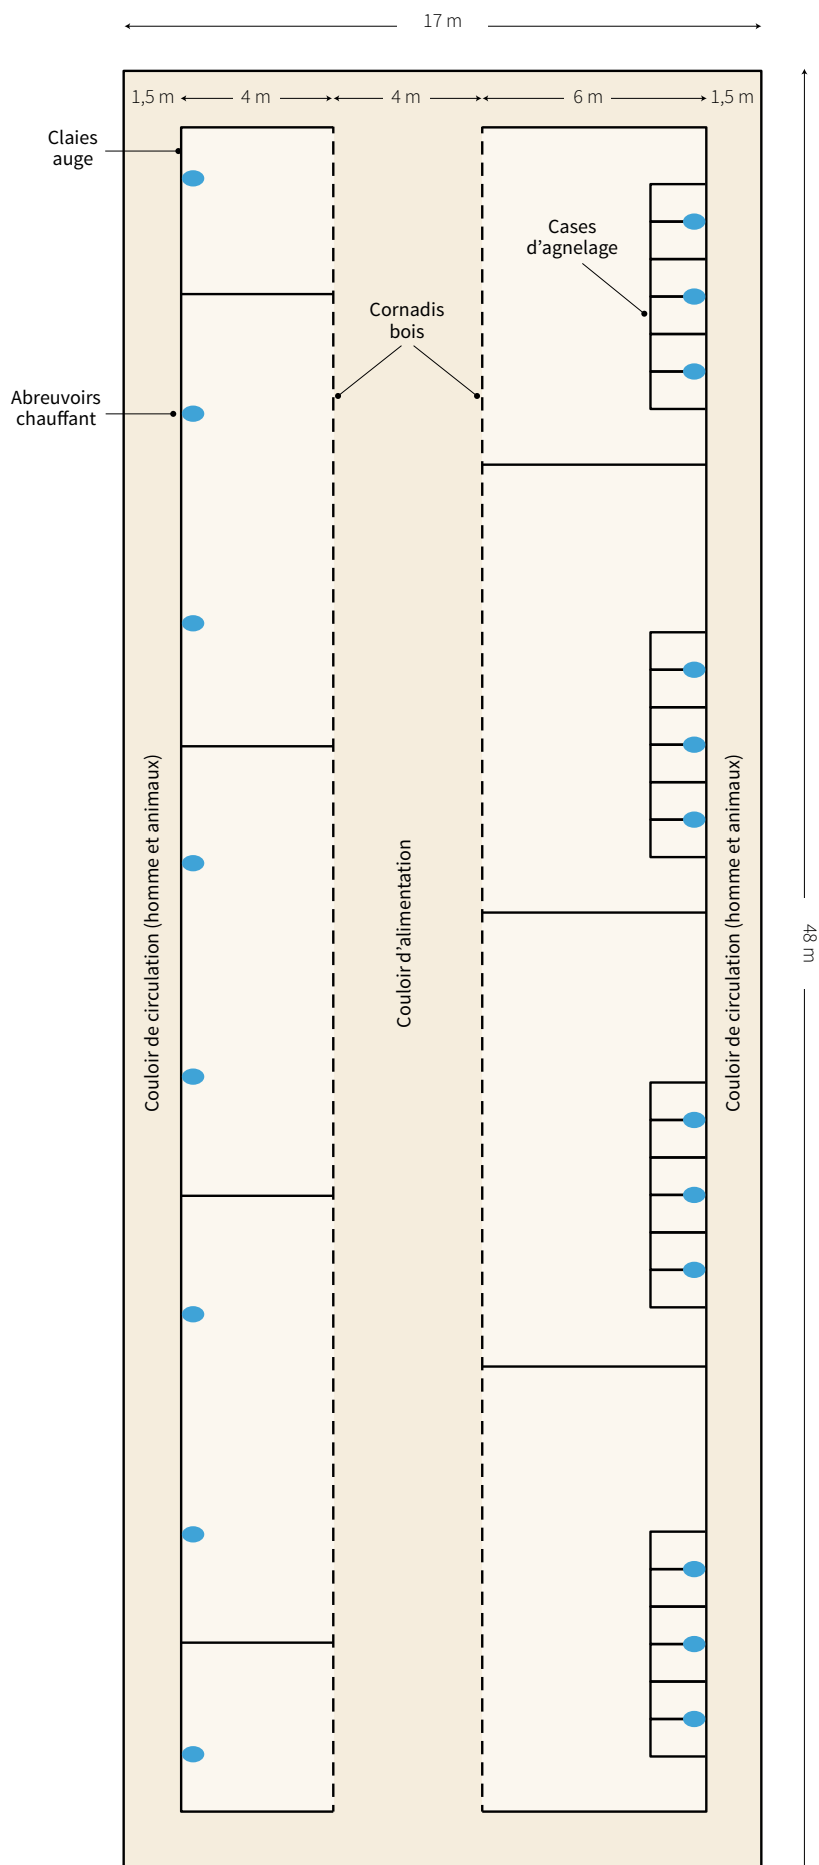 17 m
1,5 m
4 m
4 m
6 m
1,5 m
Claies
auge
Cases
d’agnelage
Cornadis
bois
Abreuvoirs
chauffant
Couloir de circulation (homme et animaux)
Couloir d’alimentation
Couloir de circulation (homme et animaux)
48 m